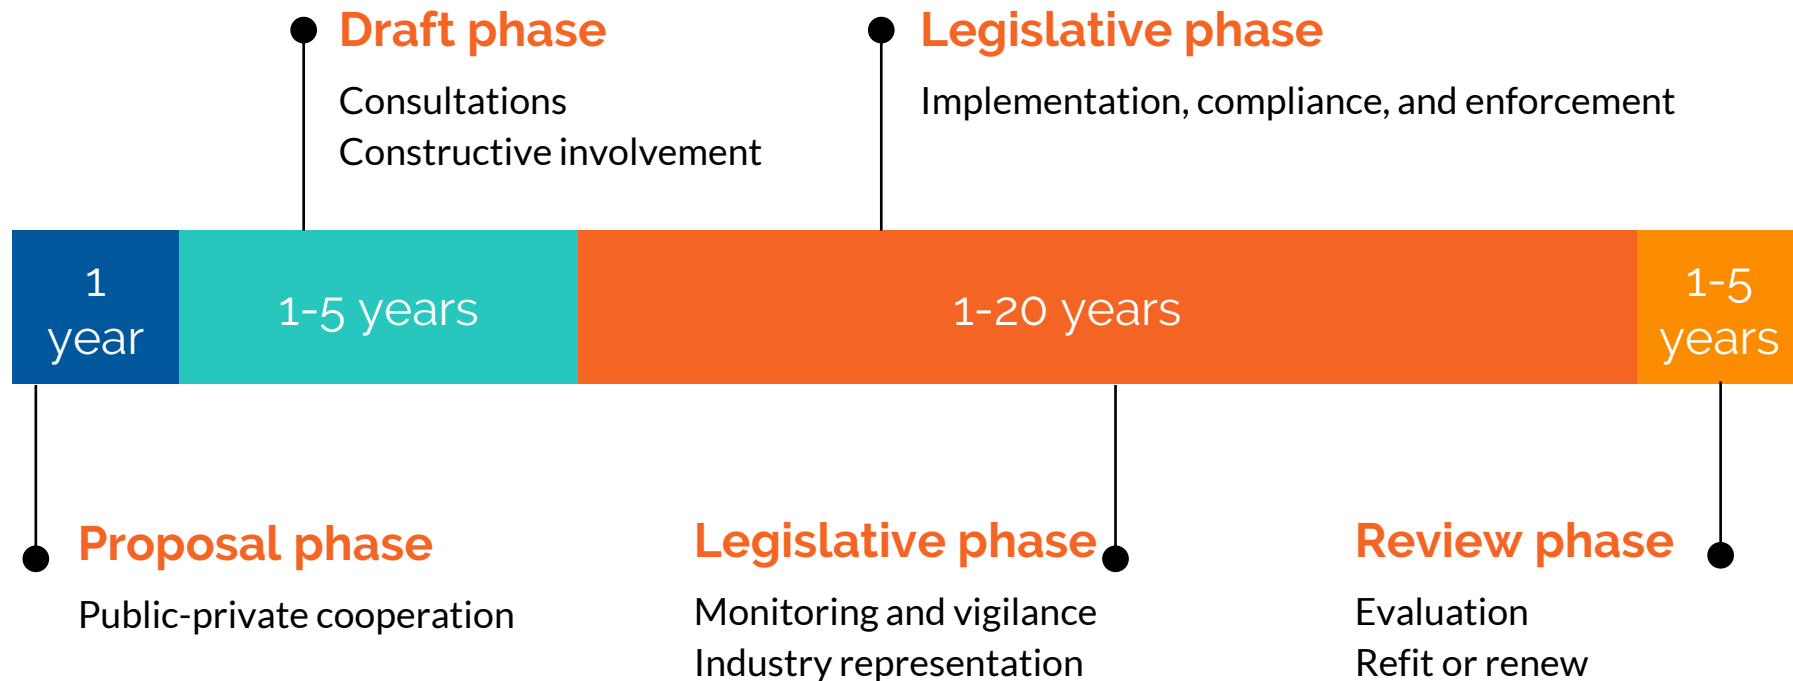 Draft phase
Consultations
Constructive involvement
Legislative phase
Implementation, compliance, and enforcement
1
year
1-5 years
1-20 years
1-5
years
Proposal phase
Public-private cooperation
Legislative phase
Monitoring and vigilance
Industry representation
Review phase
Evaluation
Refit or renew